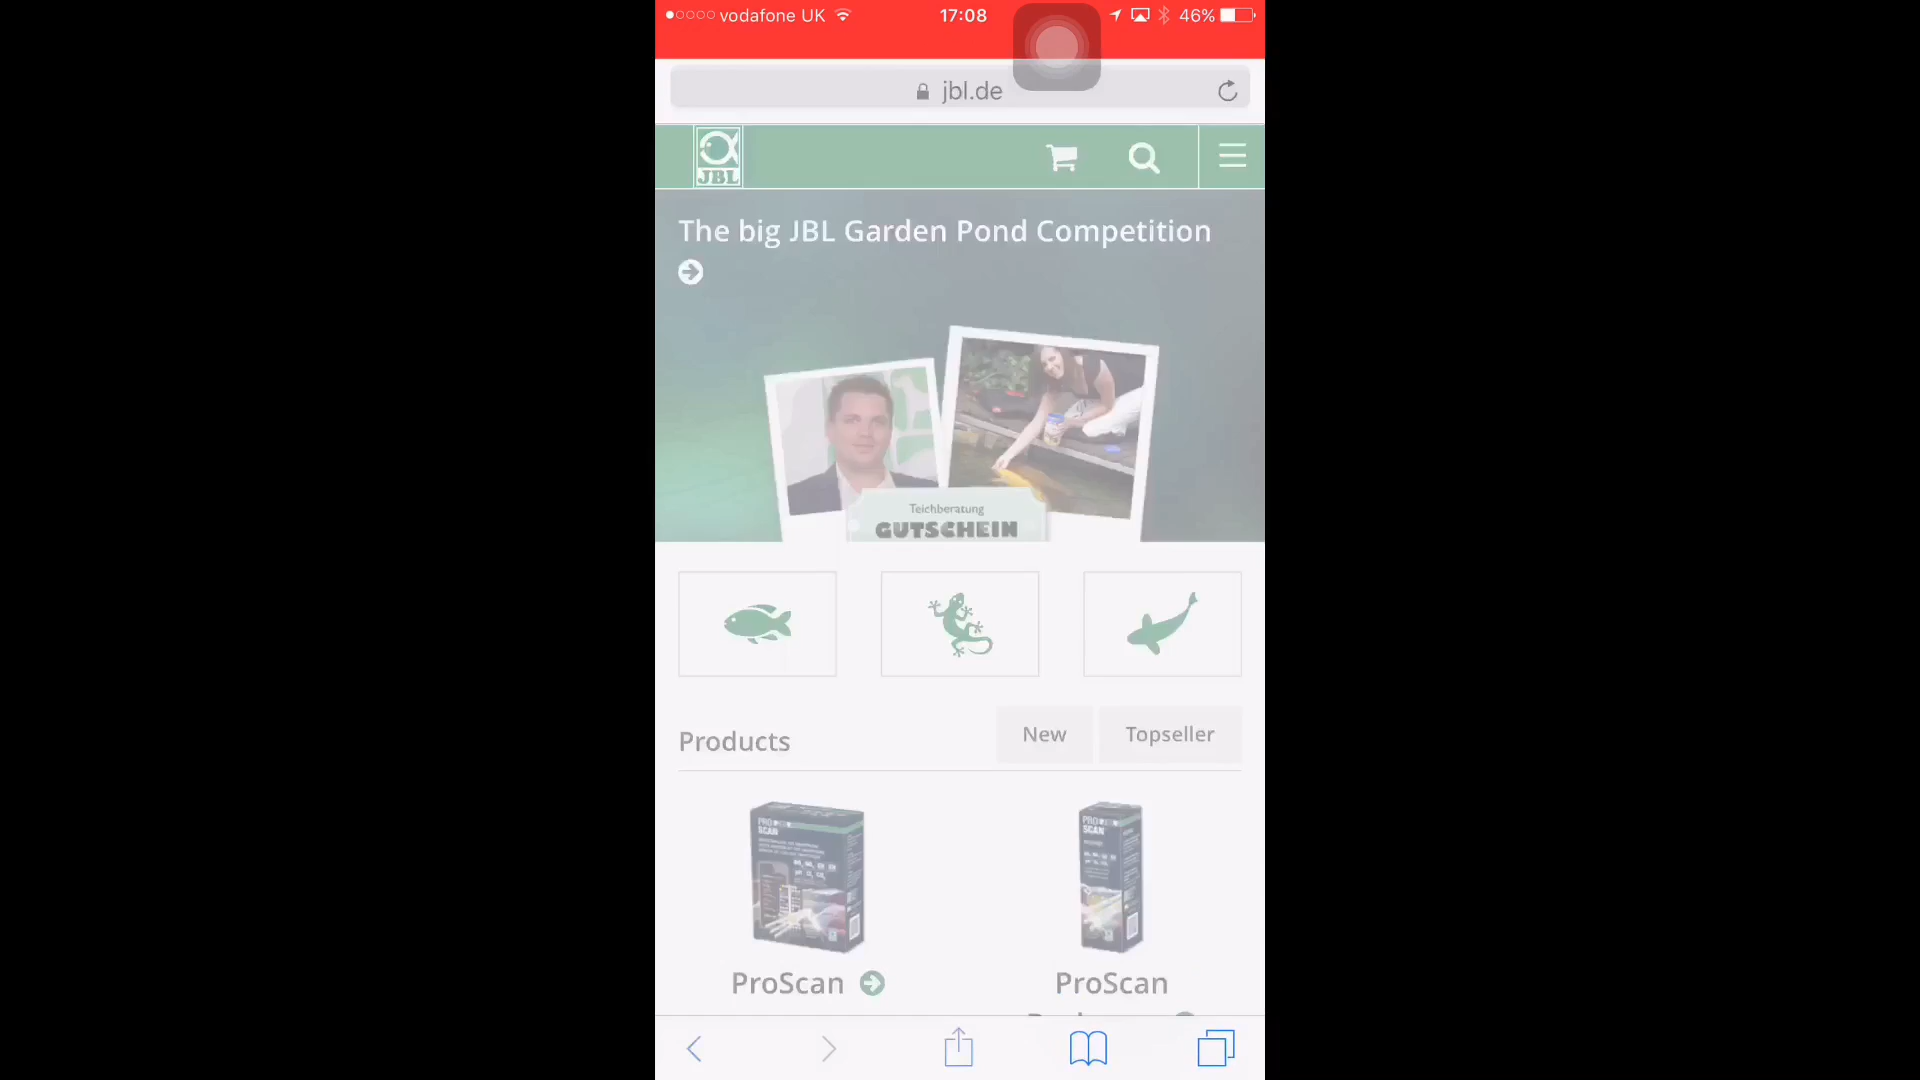 vodafone UK
17:08
46%
jbl.de
JBL
The big JBL Garden Pond Competition
Teichberatung
GUTSCHEIN
Products
New
Topseller
PRO
SCAN
PRO
SCAN
ProScan
ProScan